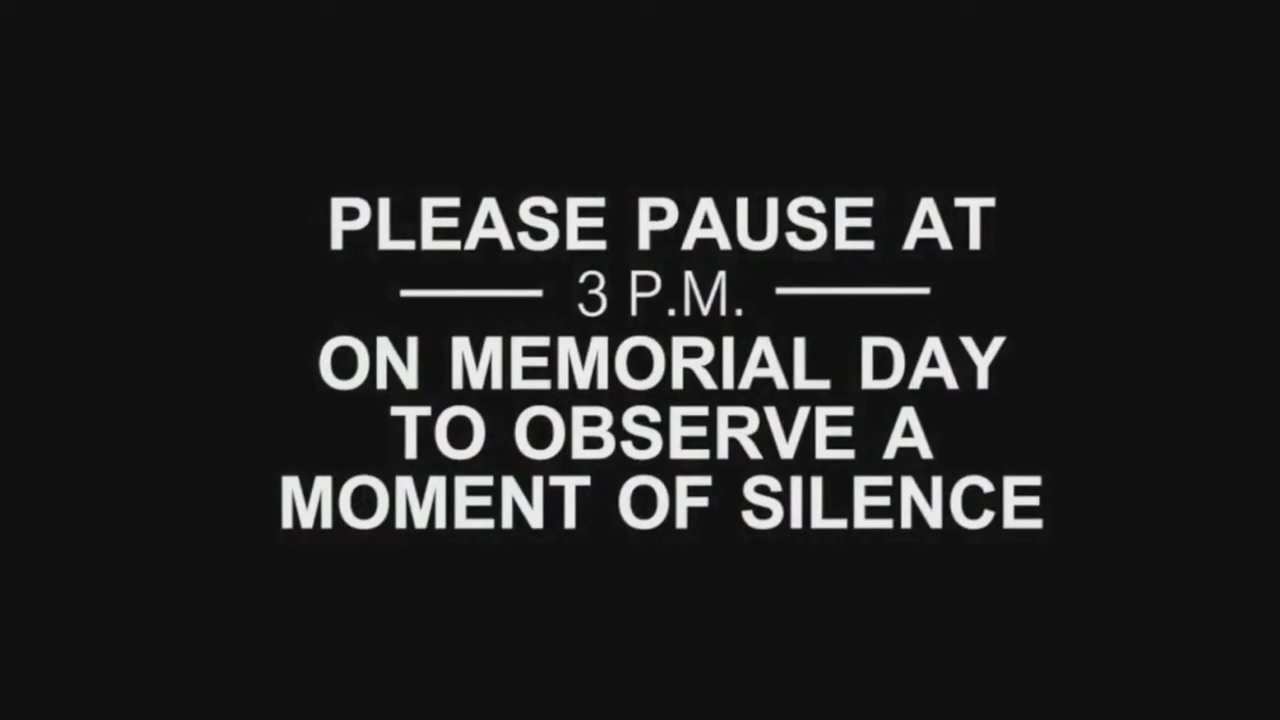 PLEASE PAUSE AT
3 P.M.
ON MEMORIAL DAY
TO OBSERVE A
MOMENT OF SILENCE